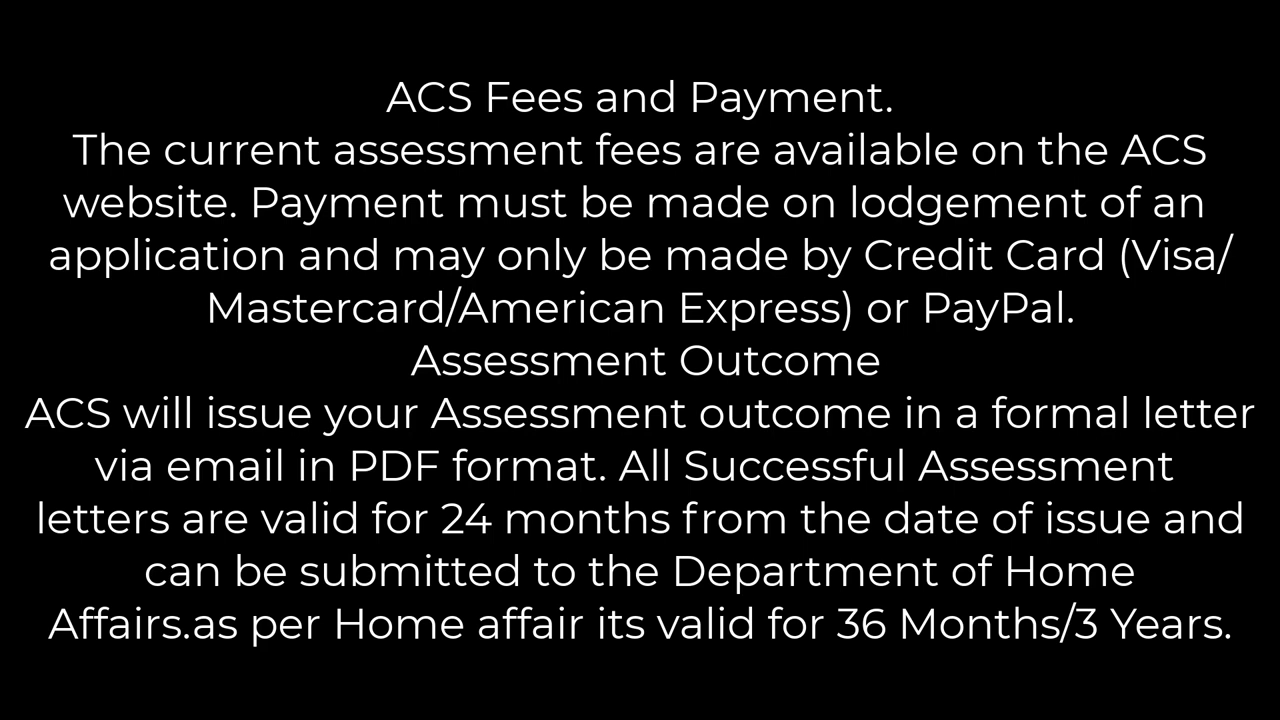 ACS Fees and Payment.
The current assessment fees are available on the ACS
website. Payment must be made on lodgement of an
application and may only be made by Credit Card (Visa/
Mastercard/American Express) or PayPal.
Assessment Outcome
ACS will issue your Assessment outcome in a formal letter
via email in PDF format. All Successful Assessment
letters are valid for 24 months from the date of issue and
can be submitted to the Department of Home
Affairs.as per Home affair its valid for 36 Months/3 Years.